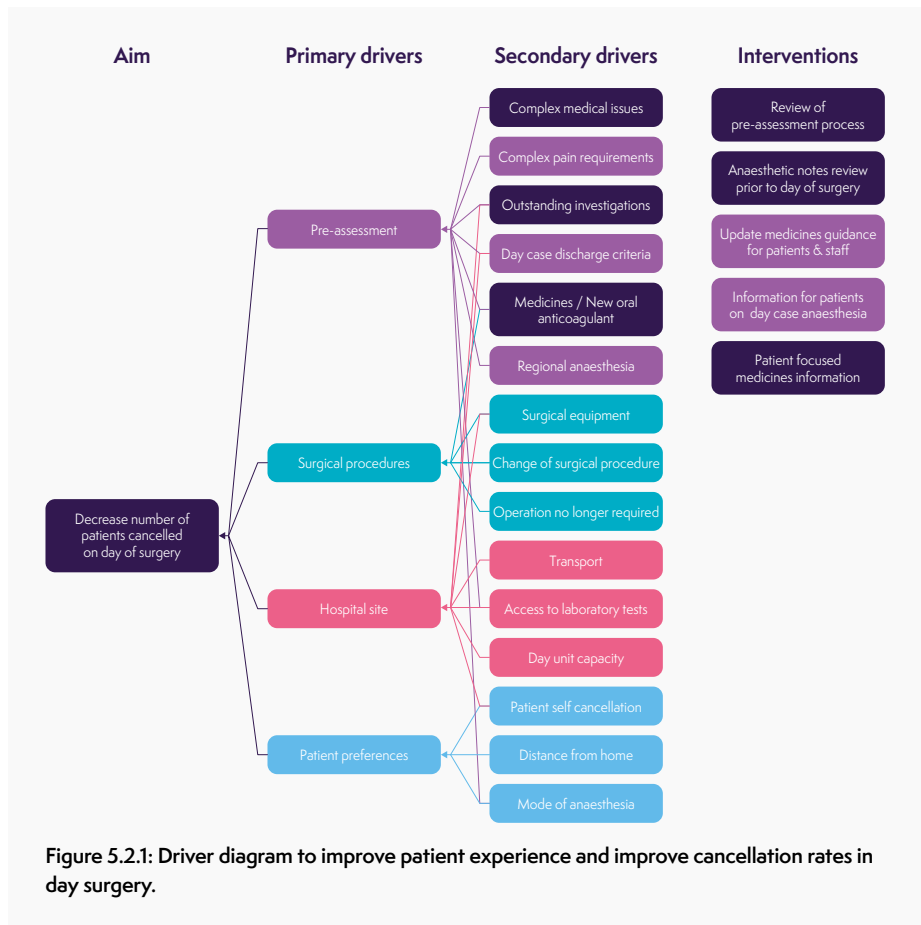 Aim
Primary drivers
Secondary drivers
Interventions
Decrease number of
patients cancelled
on day of surgery
Pre-assessment
Surgical procedures
Hospital site
Patient preferences
Complex medical issues
Complex pain requirements
Outstanding investigations
Day case discharge criteria
Medicines / New oral
anticoagulant
Regional anaesthesia
Surgical equipment
Change of surgical procedure
Operation no longer required
Transport
Access to laboratory tests
Day unit capacity
Patient self cancellation
Distance from home
Mode of anaesthesia
Review of
pre-assessment process
Anaesthetic notes review
prior to day of surgery
Update medicines guidance
for patients & staff
Information for patients
on day case anaesthesia
Patient focused
medicines information
Figure 5.2.1: Driver diagram to improve patient experience and improve cancellation rates in
day surgery.